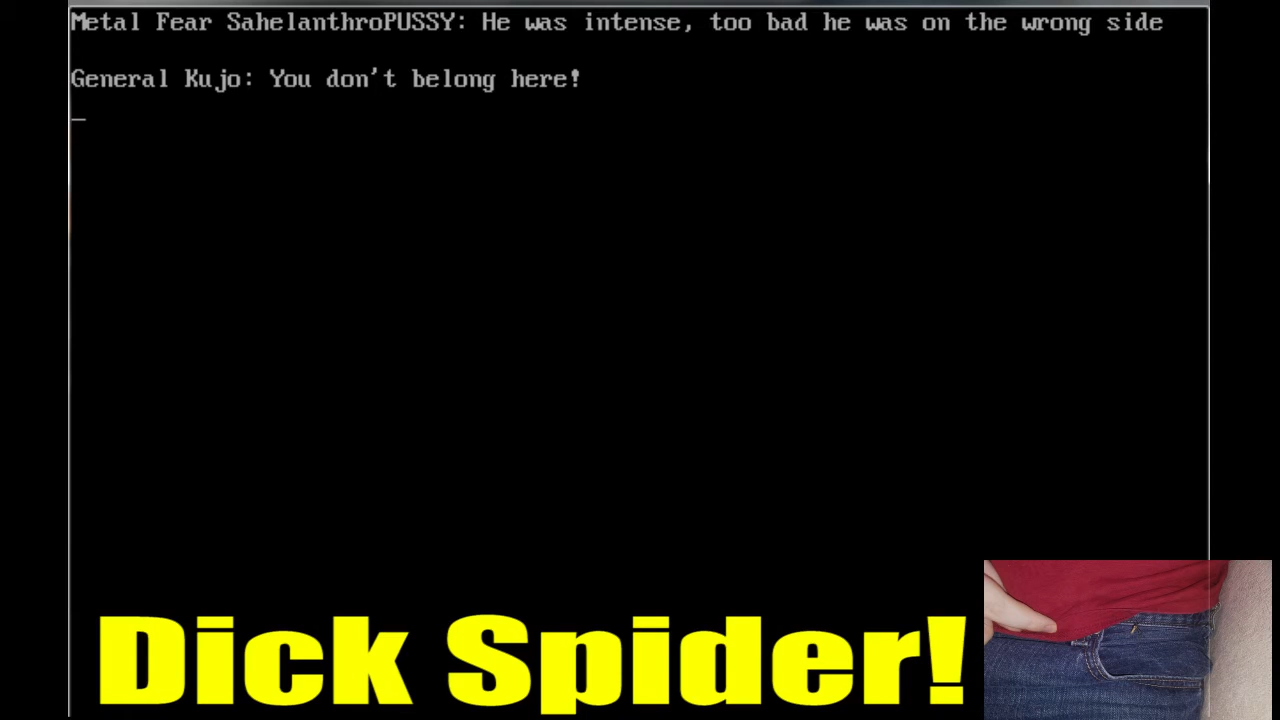 Metal Fear SahelanthroPUSSY: He was intense, too bad he was on the wrong side
General Kujo: You don't belong here!
_
Dick Spider!